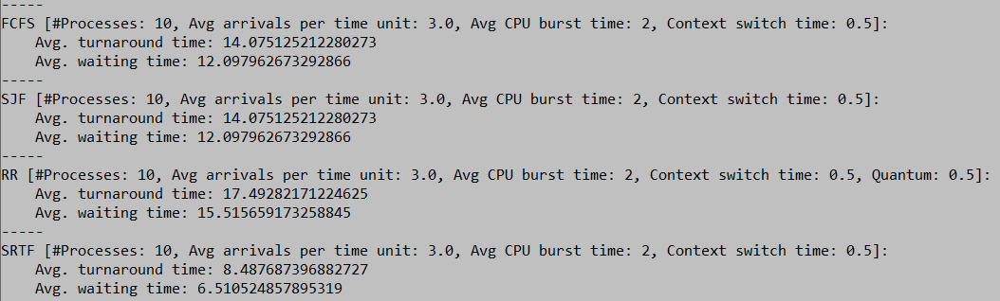 -----
FCFS [#Processes: 10, Avg arrivals per time unit: 3.0, Avg CPU burst time: 2, Context switch time: 0.5]:
    Avg. turnaround time: 14.075125212280273
    Avg. waiting time: 12.097962673292866
-----
SJF [#Processes: 10, Avg arrivals per time unit: 3.0, Avg CPU burst time: 2, Context switch time: 0.5]:
    Avg. turnaround time: 14.075125212280273
    Avg. waiting time: 12.097962673292866
-----
RR [#Processes: 10, Avg arrivals per time unit: 3.0, Avg CPU burst time: 2, Context switch time: 0.5, Quantum: 0.5]:
    Avg. turnaround time: 17.49282171224625
    Avg. waiting time: 15.515659173258845
-----
SRTF [#Processes: 10, Avg arrivals per time unit: 3.0, Avg CPU burst time: 2, Context switch time: 0.5]:
    Avg. turnaround time: 8.487687396882727
    Avg. waiting time: 6.510524857895319